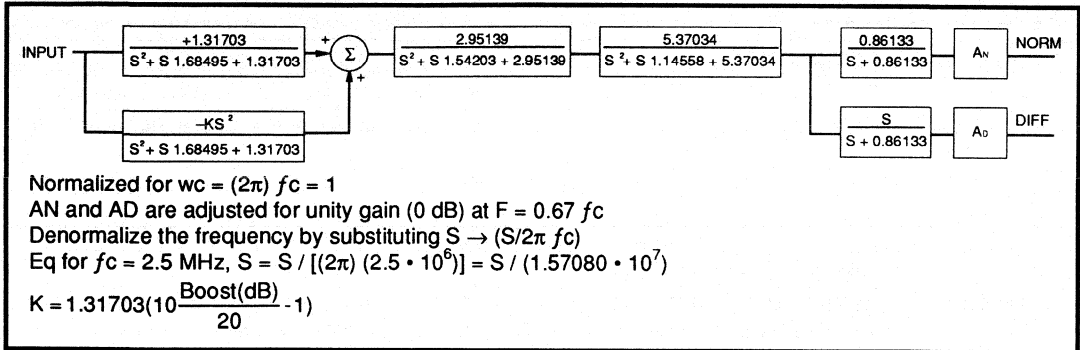 +1.31703
S² + S 1.68495 + 1.31703
INPUT
+
Σ
+
2.95139
S² + S 1.54203 + 2.95139
5.37034
S² + S 1.14558 + 5.37034
0.86133
S + 0.86133
AN
NORM
–KS²
S² + S 1.68495 + 1.31703
S
S + 0.86133
AD
DIFF
Normalized for wc = (2π) fc = 1
AN and AD are adjusted for unity gain (0 dB) at F = 0.67 fc
Denormalize the frequency by substituting S → (S/2π fc)
Eq for fc = 2.5 MHz, S = S / [(2π) (2.5 • 10⁶)] = S / (1.57080 • 10⁷)
K = 1.31703(10 Boost(dB)/20 -1)